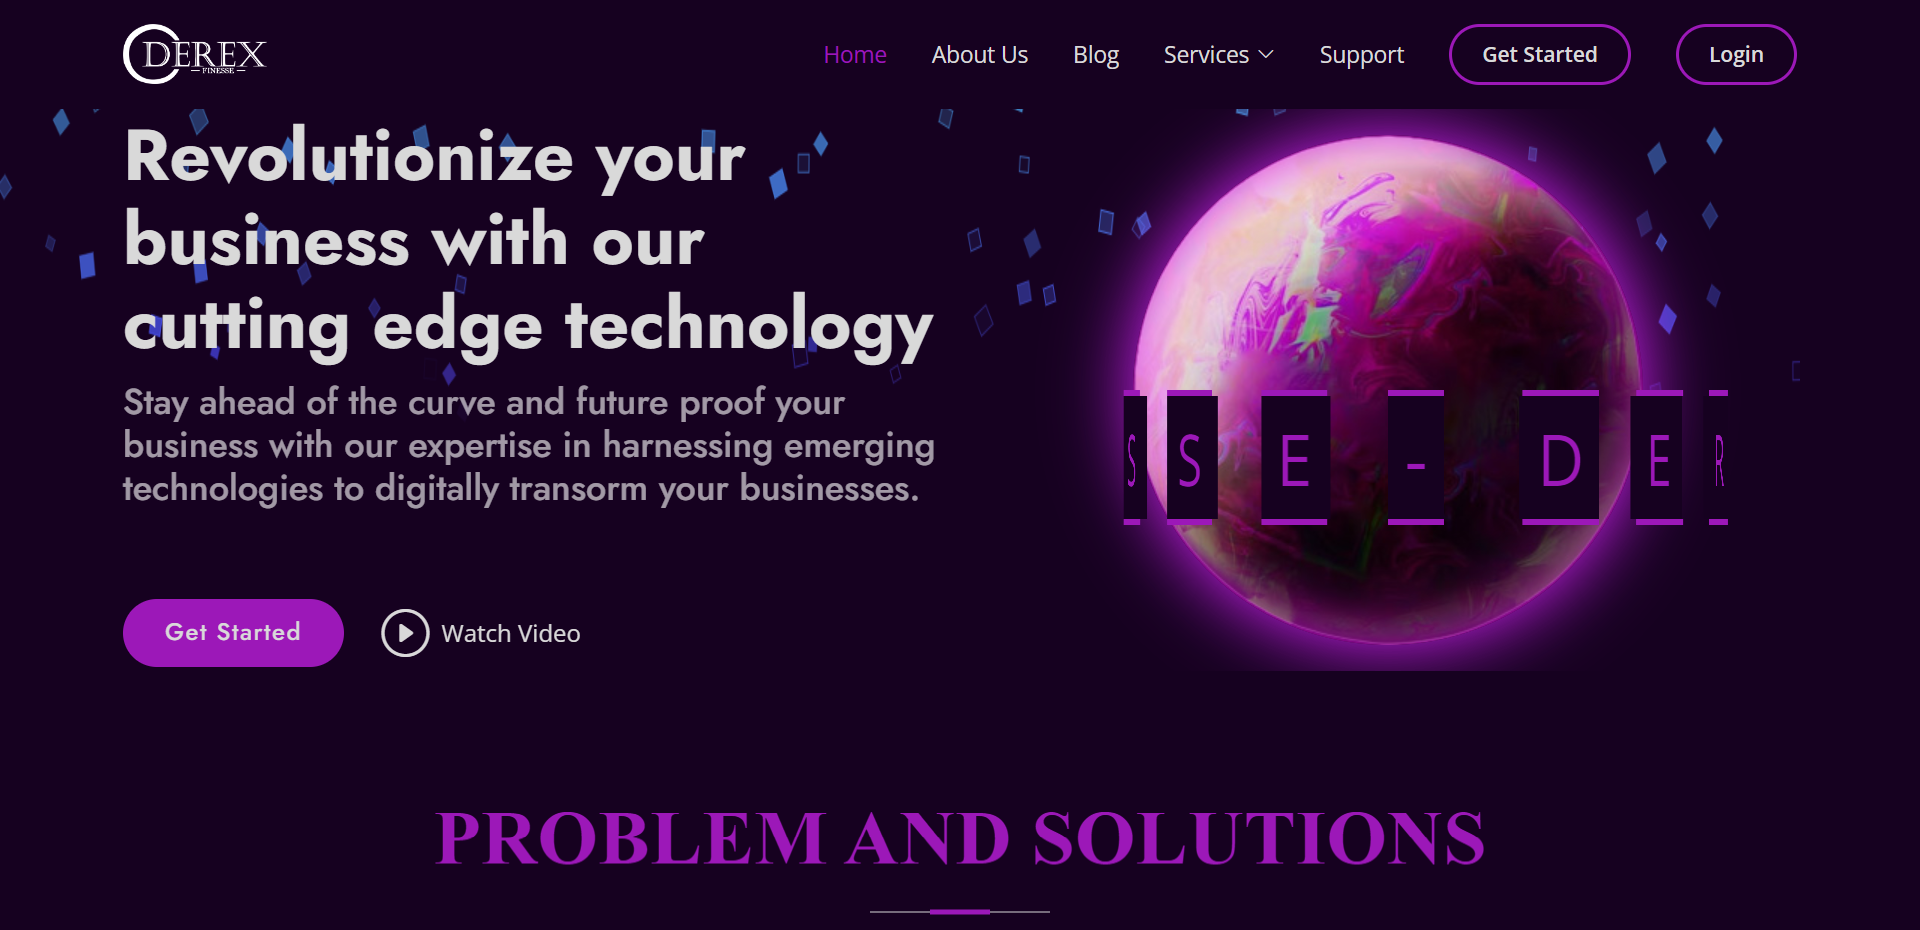 DEREX
FINESSE
Home About Us Blog Services Support Get Started Login
Revolutionize your
business with our
cutting edge technology
Stay ahead of the curve and future proof your
business with our expertise in harnessing emerging
technologies to digitally transorm your businesses.
S S E - D E R
Get Started Watch Video
PROBLEM AND SOLUTIONS